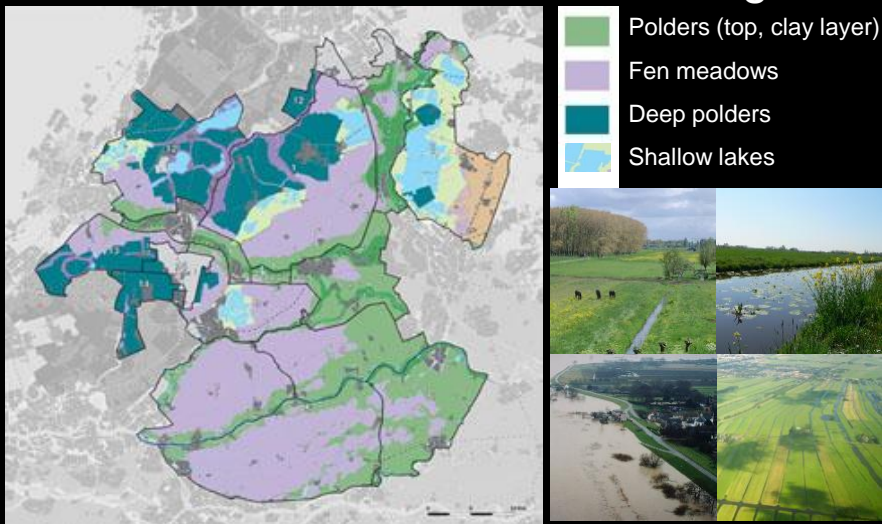 Polders (top, clay layer)
Fen meadows
Deep polders
Shallow lakes
12